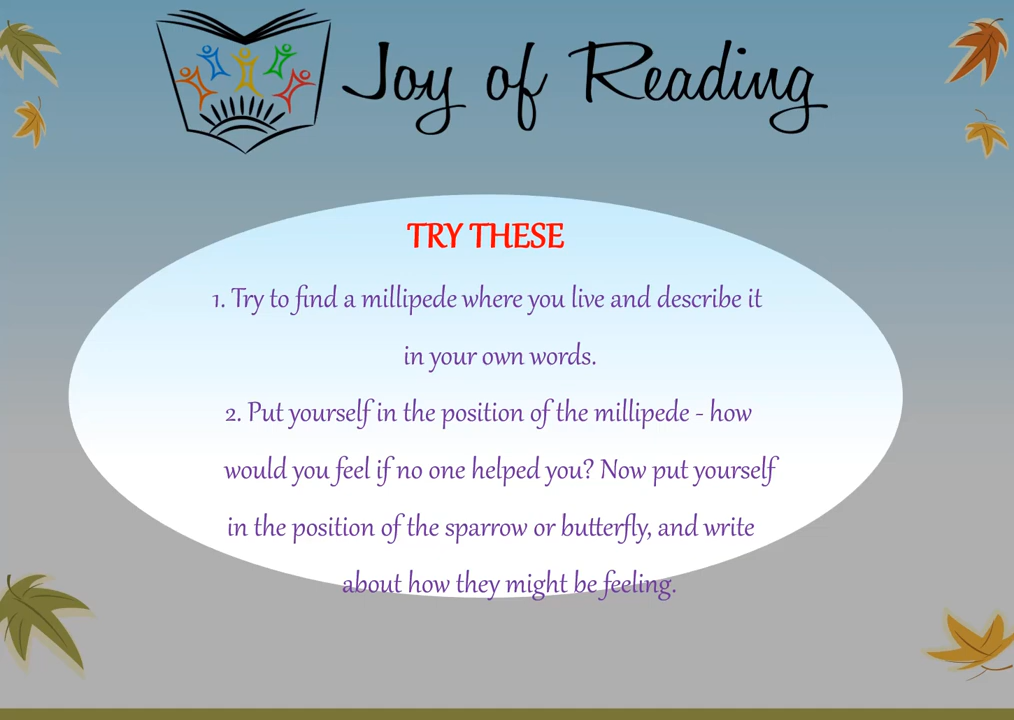 Joy of Reading
TRY THESE
1. Try to find a millipede where you live and describe it
in your own words.
2. Put yourself in the position of the millipede - how
would you feel if no one helped you? Now put yourself
in the position of the sparrow or butterfly, and write
about how they might be feeling.